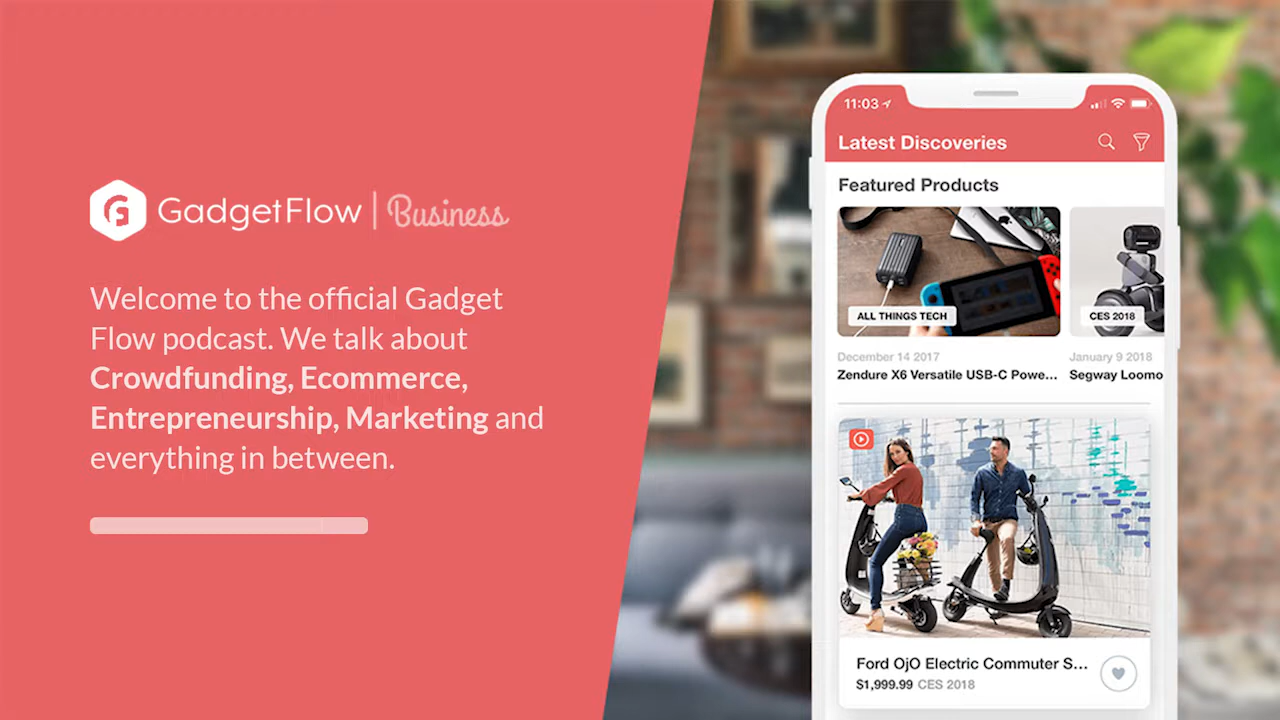 GadgetFlow | Business
Welcome to the official Gadget
Flow podcast. We talk about
Crowdfunding, Ecommerce,
Entrepreneurship, Marketing and
everything in between.
11:03
Latest Discoveries
Featured Products
ALL THINGS TECH
CES 2018
December 14 2017
January 9 2018
Zendure X6 Versatile USB-C Powe...
Segway Loomo
Ford OjO Electric Commuter S...
$1,999.99 CES 2018